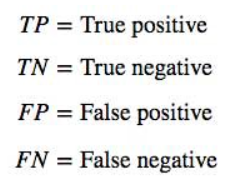 TP = True positive
TN = True negative
FP = False positive
FN = False negative